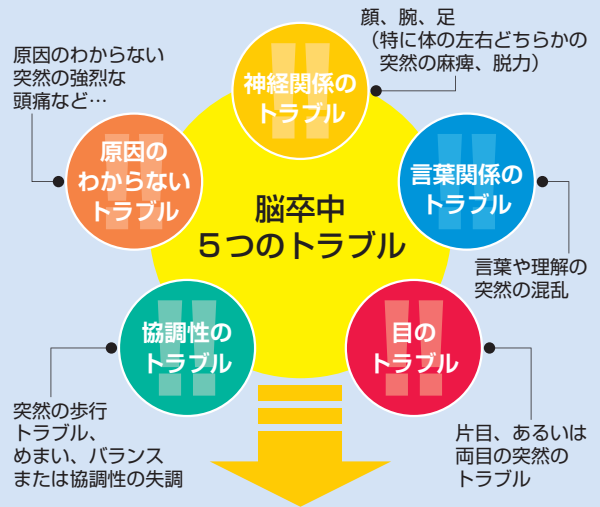 脳卒中
5つのトラブル
神経関係の
トラブル
顔、腕、足
（特に体の左右どちらかの
突然の麻痺、脱力）
言葉関係の
トラブル
言葉や理解の
突然の混乱
目の
トラブル
片目、あるいは
両目の突然の
トラブル
協調性の
トラブル
突然の歩行
トラブル、
めまい、バランス
または協調性の失調
原因の
わからない
トラブル
原因のわからない
突然の強烈な
頭痛など…